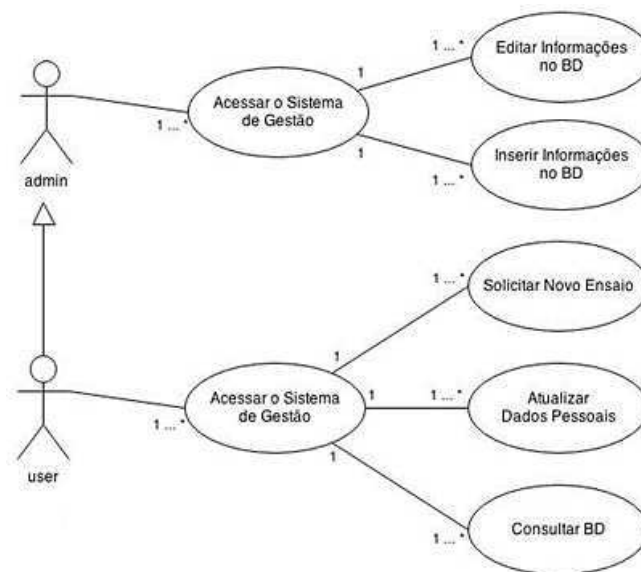 Editar Informações
no BD
1 ... *
1
Acessar o Sistema
de Gestão
1 ... *
1
Inserir Informações
no BD
1 ... *
admin
1 ... *
Solicitar Novo Ensaio
1
Acessar o Sistema
de Gestão
1
1 ... *
Atualizar
Dados Pessoais
1 ... *
1
user
Consultar BD
1 ... *